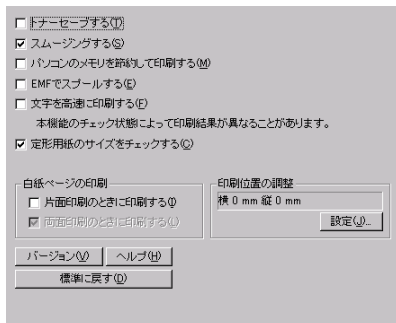 トナーセーブする(T)
スムージングする(S)
パソコンのメモリを節約して印刷する(M)
EMFでスプールする(E)
文字を高速に印刷する(F)
本機能のチェック状態によって印刷結果が異なることがあります。
定形用紙のサイズをチェックする(C)
白紙ページの印刷
片面印刷のときに印刷する(I)
両面印刷のときに印刷する(L)
印刷位置の調整
横 0 mm 縦 0 mm
設定(J)...
バージョン(V)
ヘルプ(H)
標準に戻す(D)